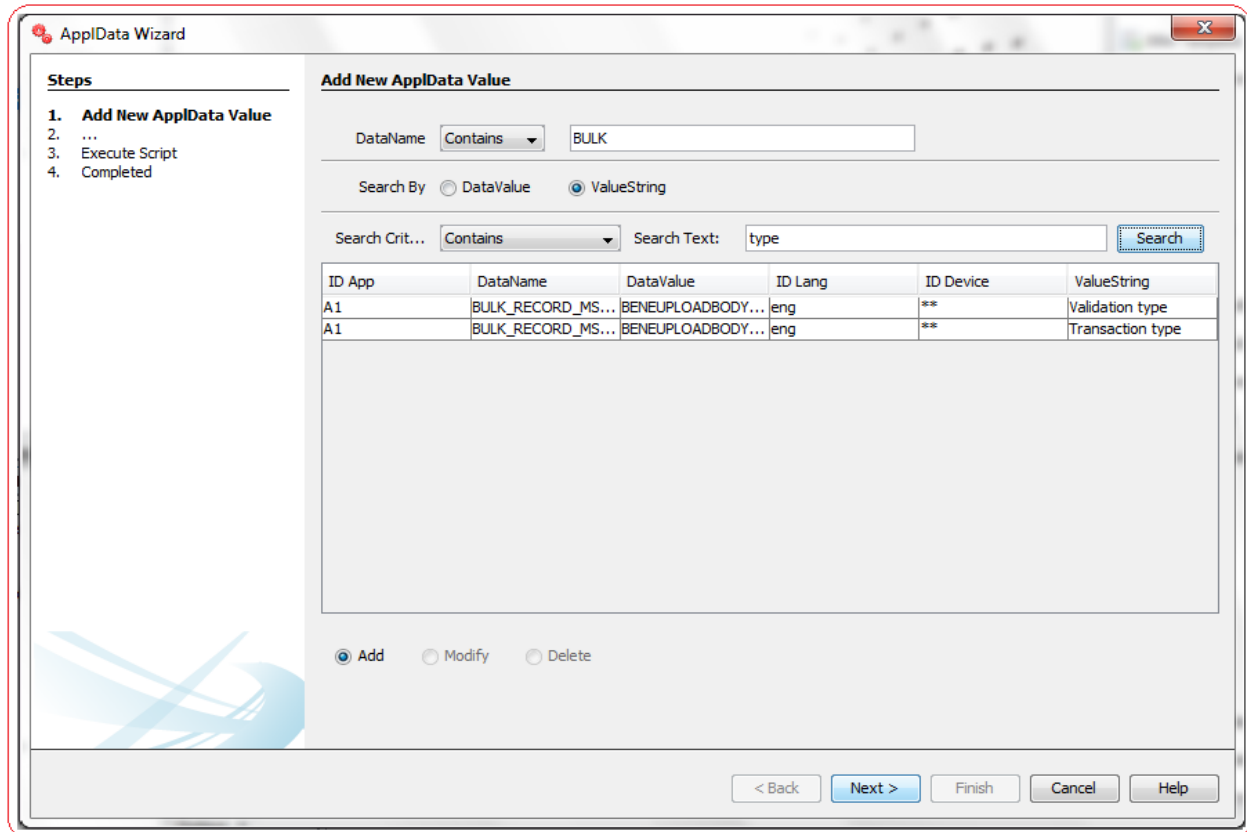 ApplData Wizard
Steps
1. Add New ApplData Value
2. ...
3. Execute Script
4. Completed
Add New ApplData Value
DataName Contains BULK
Search By DataValue ValueString
Search Crit... Contains Search Text: type Search
ID App DataName DataValue ID Lang ID Device ValueString
A1 BULK_RECORD_MS... BENEUPLOADBODY... eng ** Validation type
A1 BULK_RECORD_MS... BENEUPLOADBODY... eng ** Transaction type
Add Modify Delete
< Back Next > Finish Cancel Help